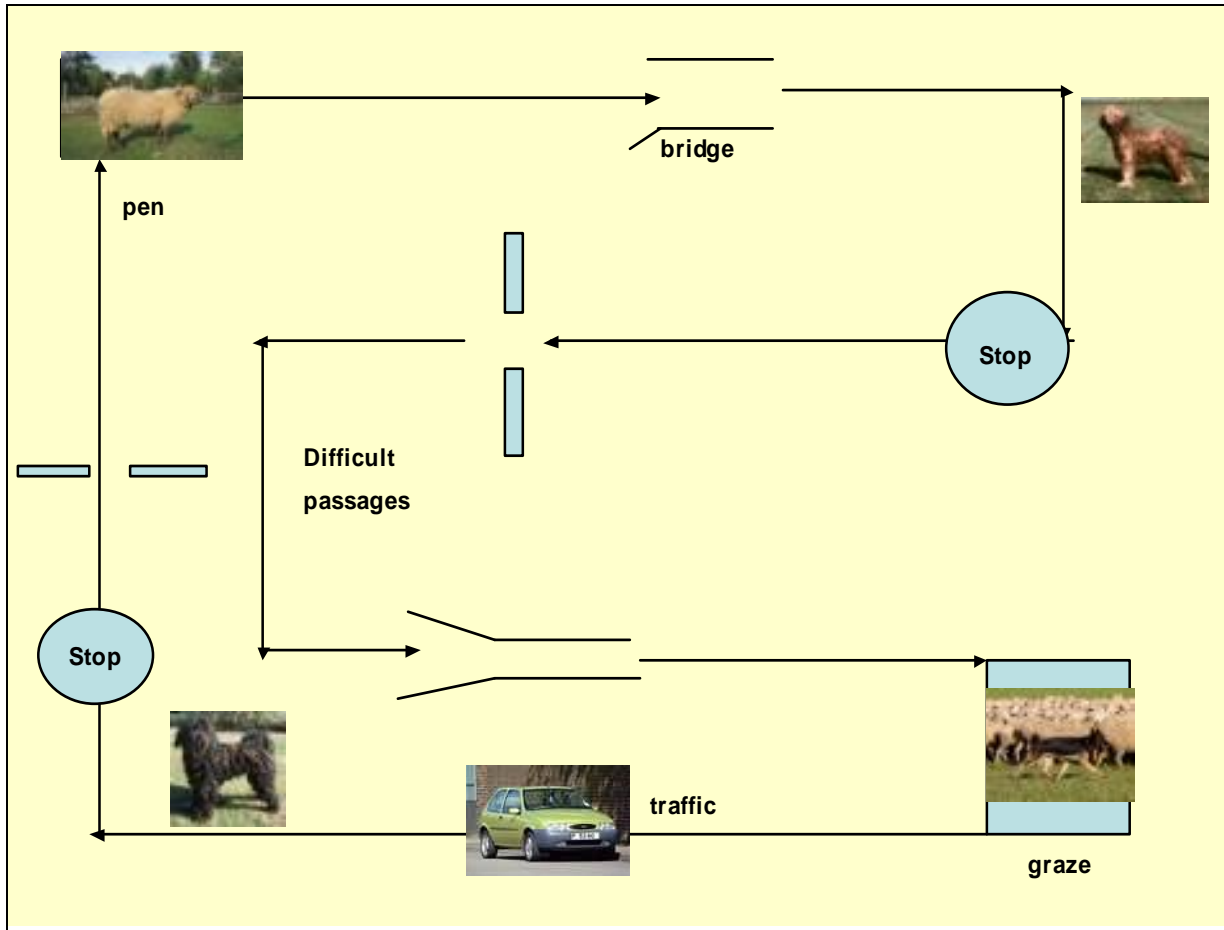 bridge
pen
Stop
Difficult
passages
Stop
traffic
graze